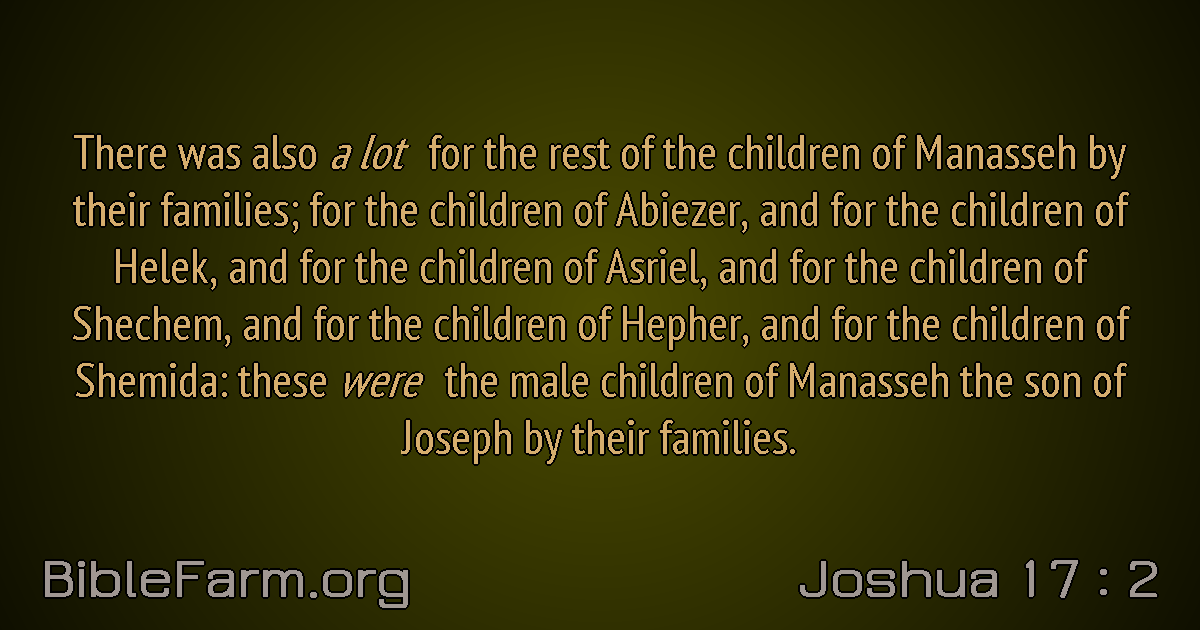 There was also a lot for the rest of the children of Manasseh by
their families; for the children of Abiezer, and for the children of
Helek, and for the children of Asriel, and for the children of
Shechem, and for the children of Hepher, and for the children of
Shemida: these were the male children of Manasseh the son of
Joseph by their families.
BibleFarm.org
Joshua 17 : 2